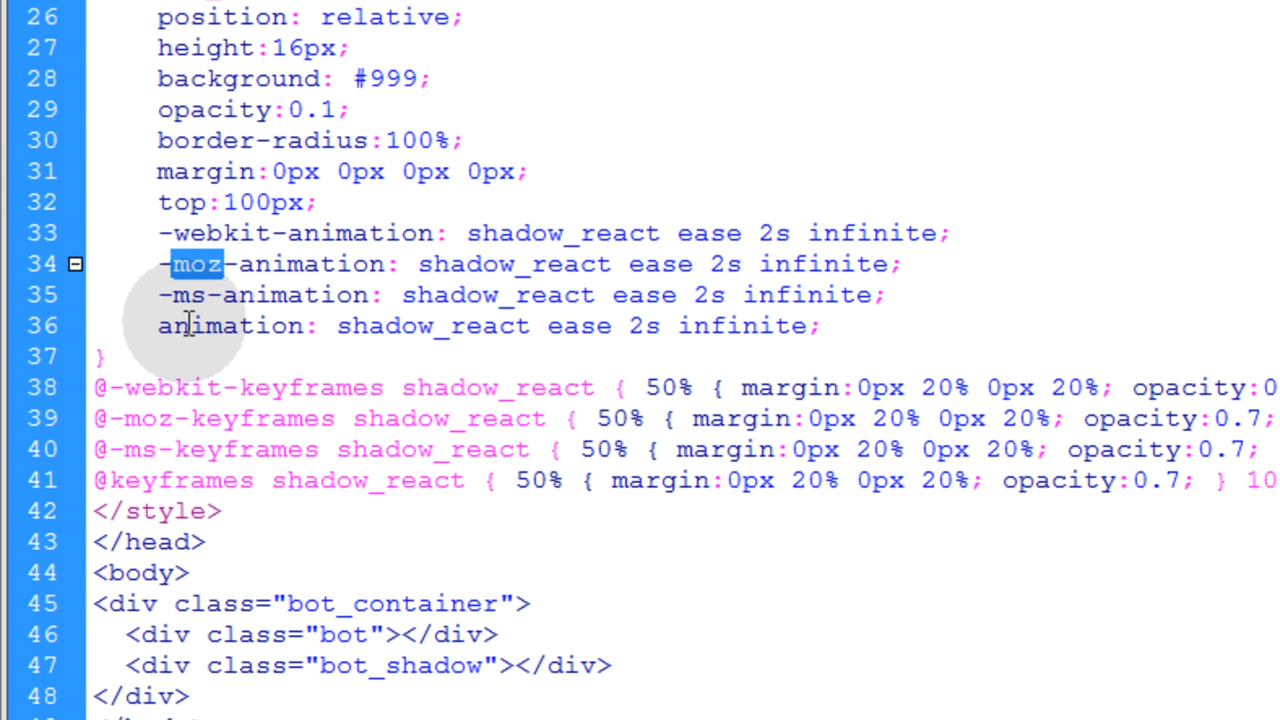 26 position: relative;
27 height:16px;
28 background: #999;
29 opacity:0.1;
30 border-radius:100%;
31 margin:0px 0px 0px 0px;
32 top:100px;
33 -webkit-animation: shadow_react ease 2s infinite;
34 -moz-animation: shadow_react ease 2s infinite;
35 -ms-animation: shadow_react ease 2s infinite;
36 animation: shadow_react ease 2s infinite;
37 }
38 @-webkit-keyframes shadow_react { 50% { margin:0px 20% 0px 20%; opacity:0
39 @-moz-keyframes shadow_react { 50% { margin:0px 20% 0px 20%; opacity:0.7;
40 @-ms-keyframes shadow_react { 50% { margin:0px 20% 0px 20%; opacity:0.7;
41 @keyframes shadow_react { 50% { margin:0px 20% 0px 20%; opacity:0.7; } 10
42 </style>
43 </head>
44 <body>
45 <div class="bot_container">
46 <div class="bot"></div>
47 <div class="bot_shadow"></div>
48 </div>